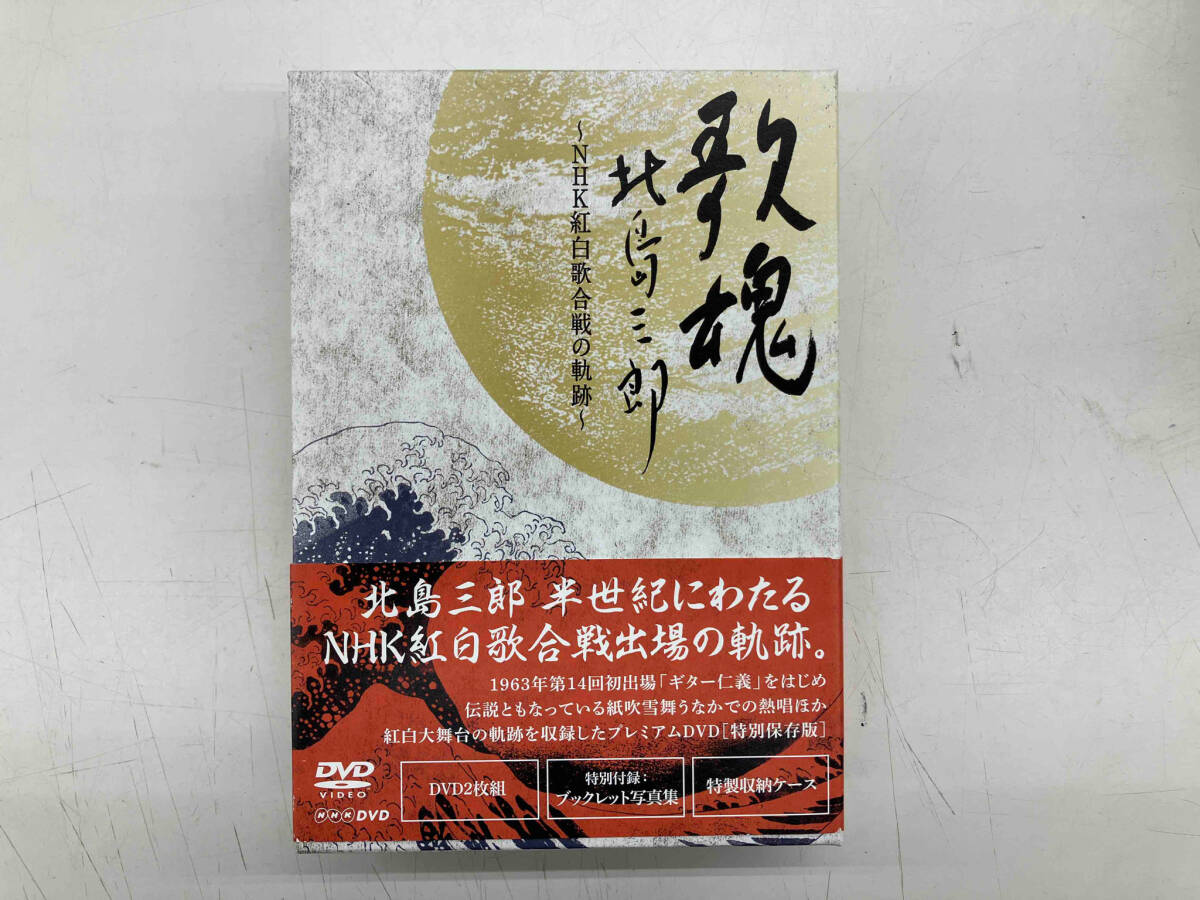 歌魂
北島三郎
～NHK紅白歌合戦の軌跡～
北島三郎 半世紀にわたる
NHK紅白歌合戦出場の軌跡。
1963年第14回初出場「ギター仁義」をはじめ
伝説ともなっている紙吹雪舞うなかでの熱唱ほか
紅白大舞台の軌跡を収録したプレミアムDVD[特別保存版]
DVD
VIDEO
NHK DVD
DVD2枚組
特別付録：
ブックレット写真集
特製収納ケース